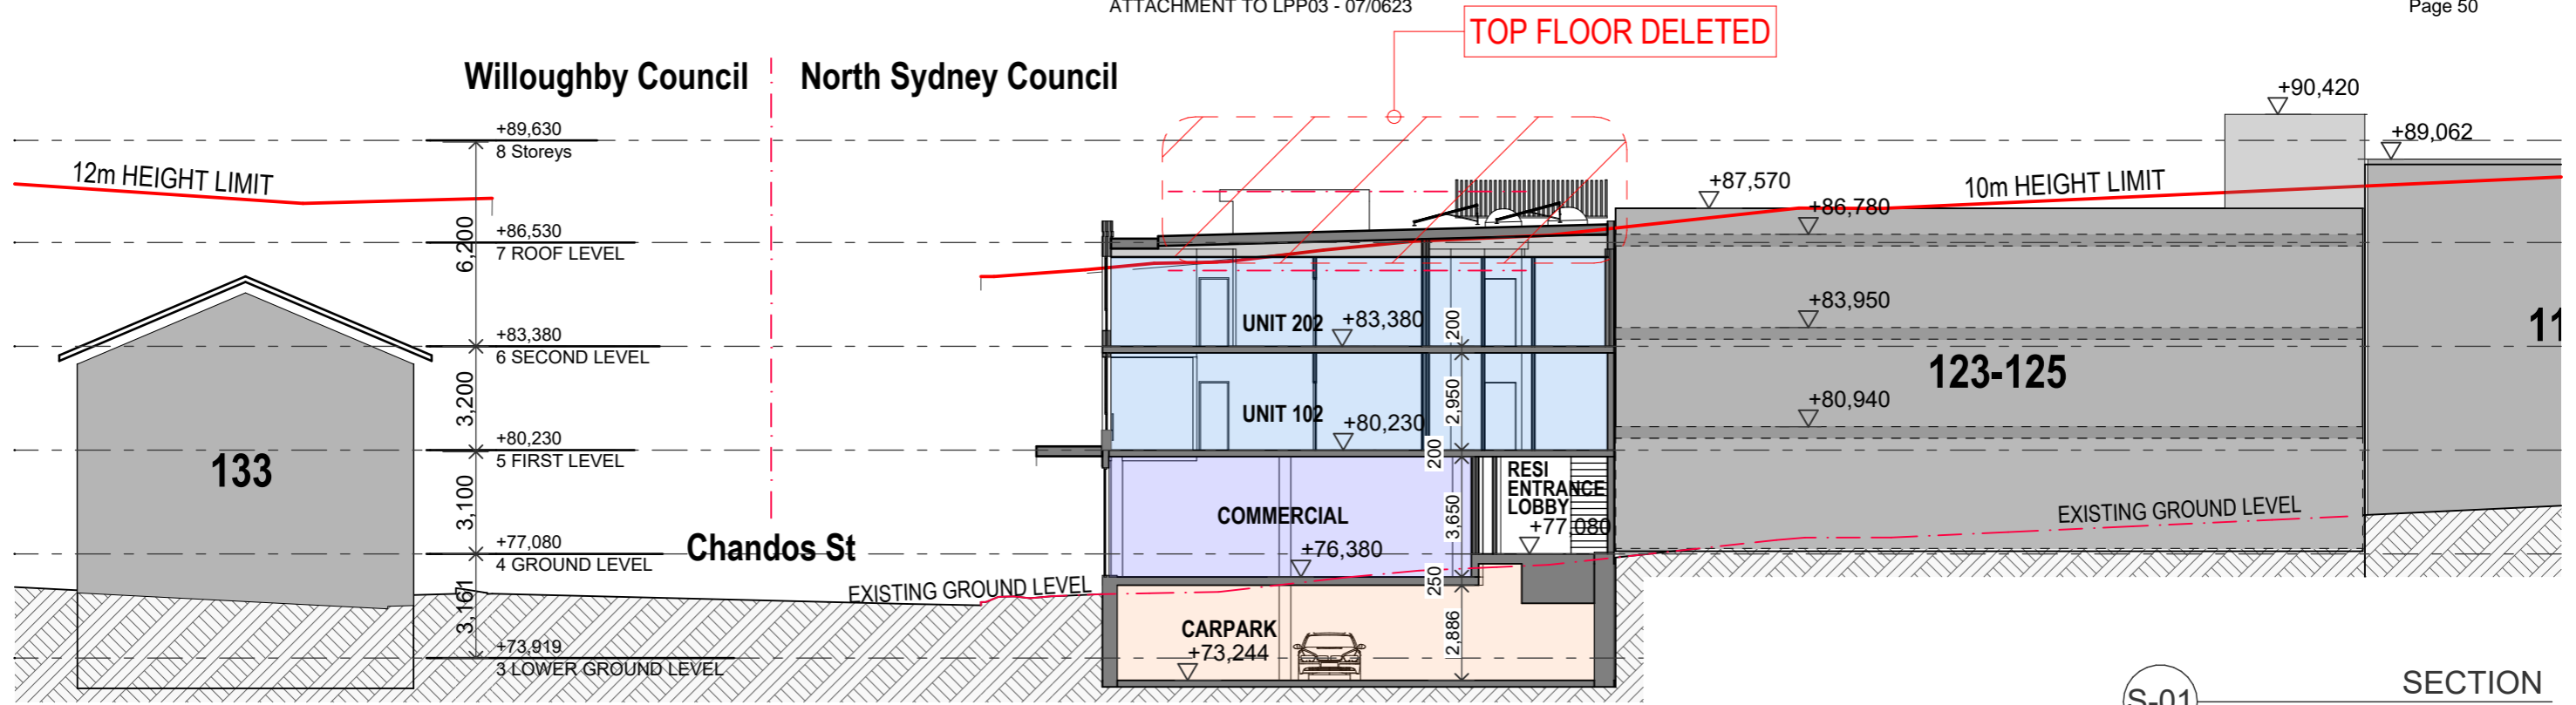 ATTACHMENT TO LPP03 - 07/0623
Page 50
TOP FLOOR DELETED
Willoughby Council
North Sydney Council
+90,420
+89,630
8 Storeys
+89,062
12m HEIGHT LIMIT
+87,570
10m HEIGHT LIMIT
+86,780
6,200
+86,530
7 ROOF LEVEL
+83,950
+83,380
6 SECOND LEVEL
UNIT 202
+83,380
200
123-125
11
3,200
2,950
+80,940
UNIT 102
+80,230
+80,230
5 FIRST LEVEL
200
133
RESI
ENTRANCE
LOBBY
+77,080
3,100
COMMERCIAL
3,650
EXISTING GROUND LEVEL
+77,080
4 GROUND LEVEL
Chandos St
+76,380
250
EXISTING GROUND LEVEL
3,161
2,886
CARPARK
+73,244
+73,919
3 LOWER GROUND LEVEL
S-01
SECTION